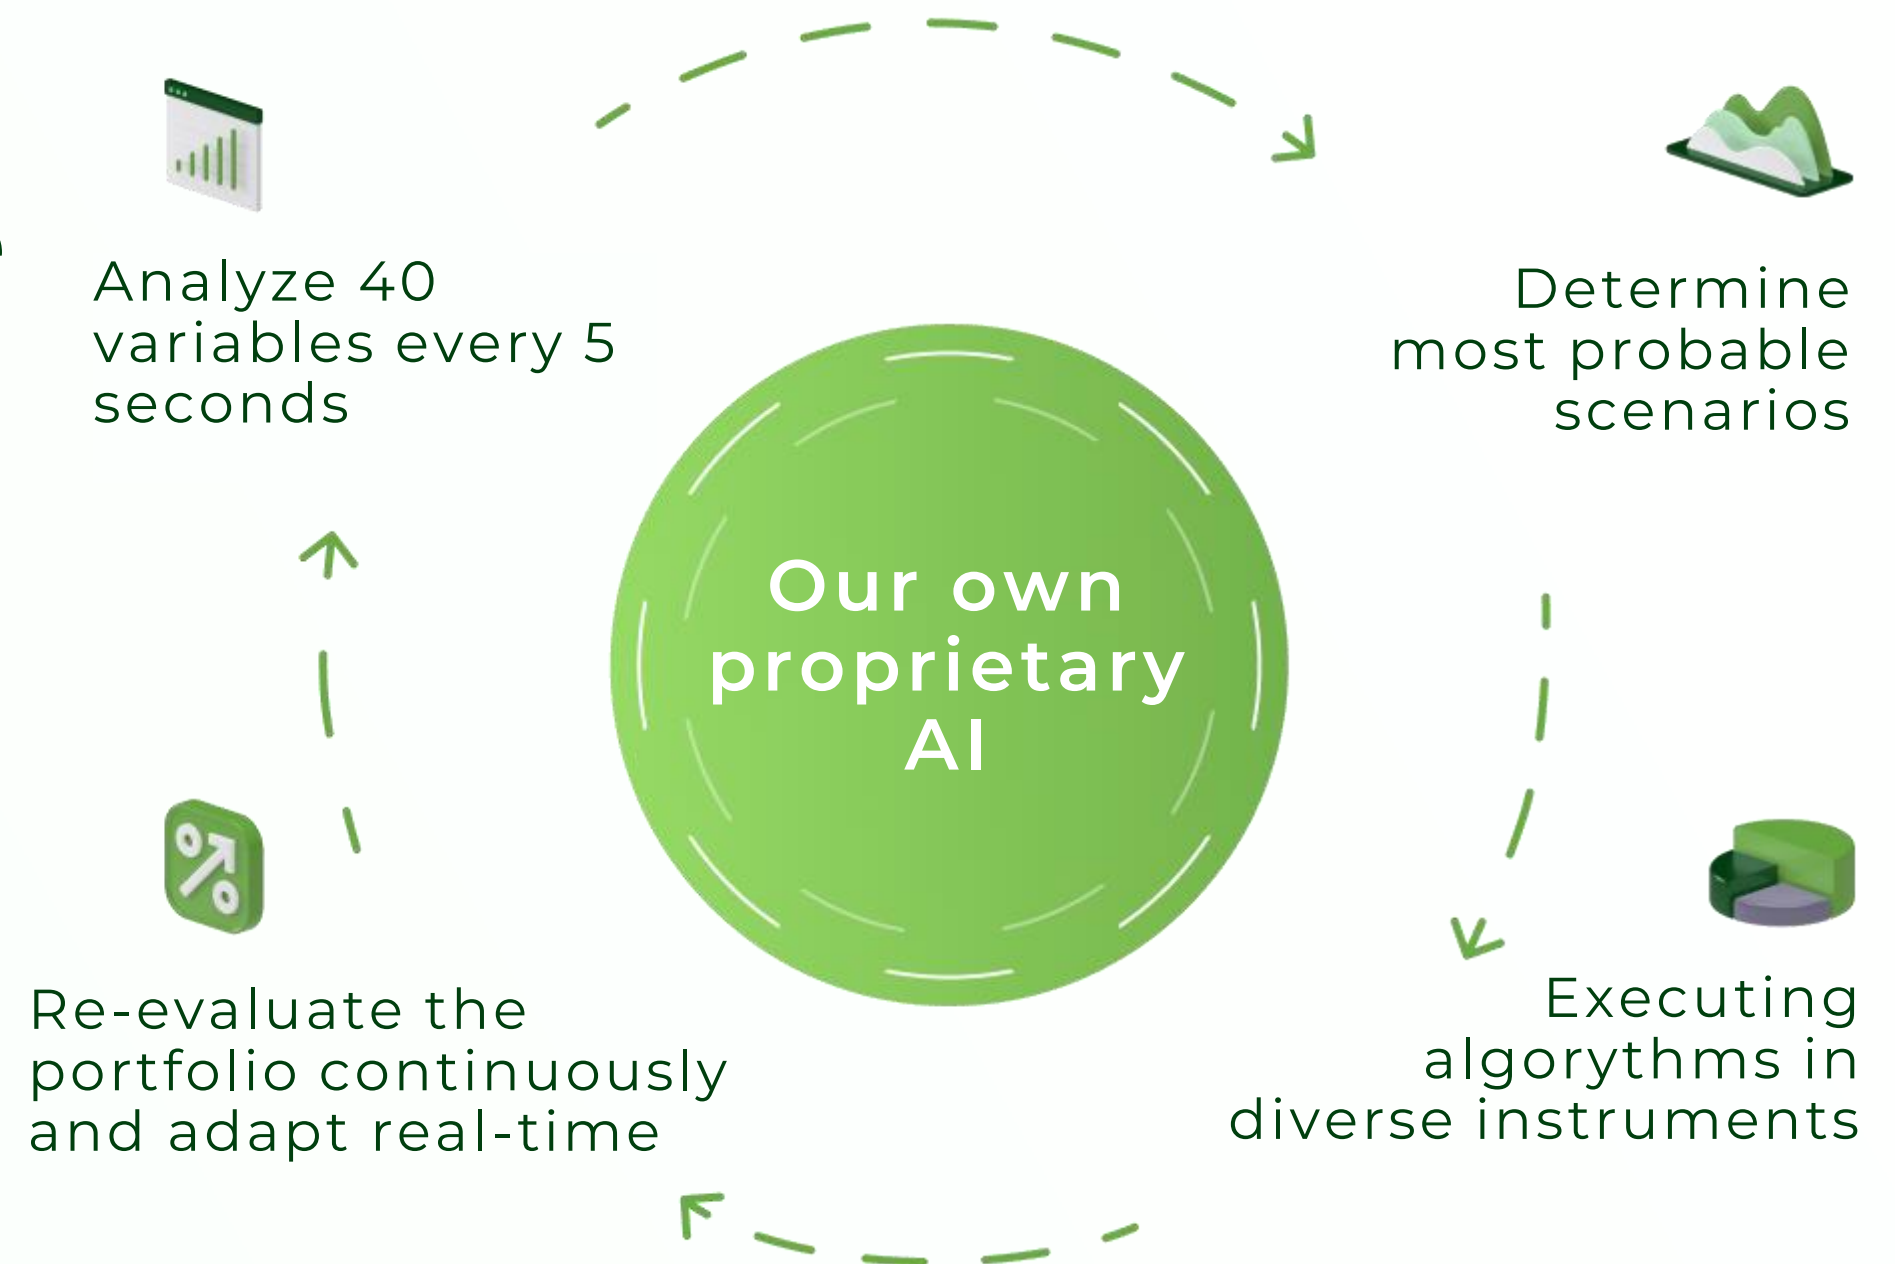 Analyze 40
variables every 5
seconds
Determine
most probable
scenarios
Our own
proprietary
AI
Re-evaluate the
portfolio continuously
and adapt real-time
Executing
algorythms in
diverse instruments